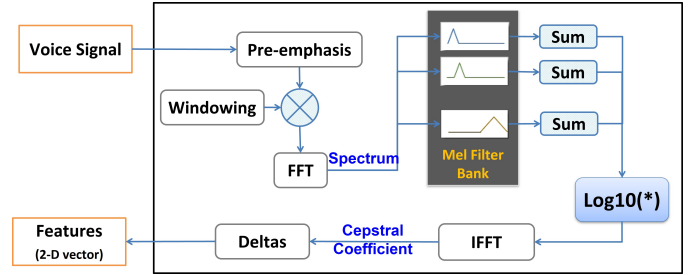 Voice Signal
Pre-emphasis
Sum
Sum
Windowing
Sum
FFT
Spectrum
Mel Filter
Bank
Log10(*)
Features
(2-D vector)
Deltas
Cepstral
Coefficient
IFFT